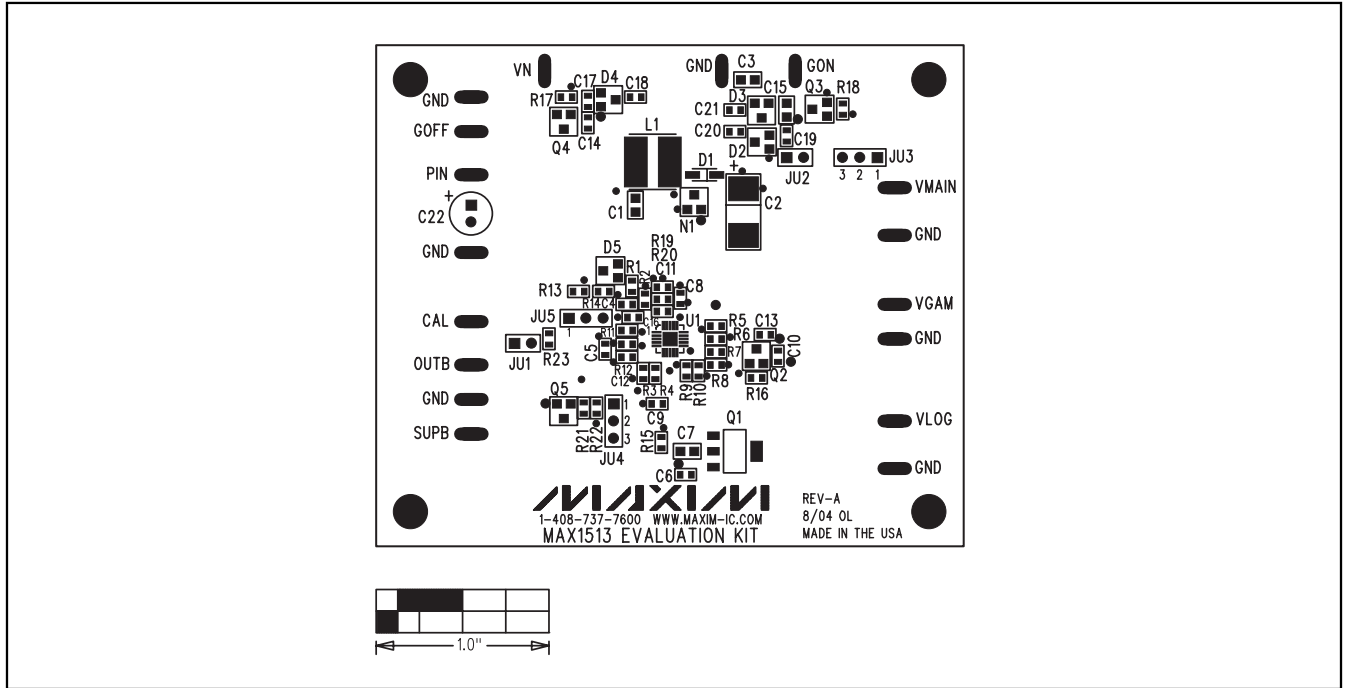 VN
GND
C3
GON
R17
C17
D4
C18
D3
C15
Q3
R18
GND
C21
GOFF
C20
Q4
C14
L1
D2
C19
D1
JU2
JU3
3 2 1
PIN
+
+
VMAIN
C22
C1
N1
C2
GND
GND
D5
R19
R20
C11
R1
R2
C8
R13
R14
C4
VGAM
JU5
1
C16
U1
R5
R6
R7
R8
C13
C10
CAL
GND
R11
JU1
R23
C5
OUTB
R12
C12
R3
R4
R9
R10
Q2
R16
GND
Q5
1
2
3
C9
Q1
VLOG
SUPB
R21
R22
JU4
R15
C7
C6
GND
MAXIM
1-408-737-7600 WWW.MAXIM-IC.COM
MAX1513 EVALUATION KIT
REV-A
8/04 OL
MADE IN THE USA
1.0"